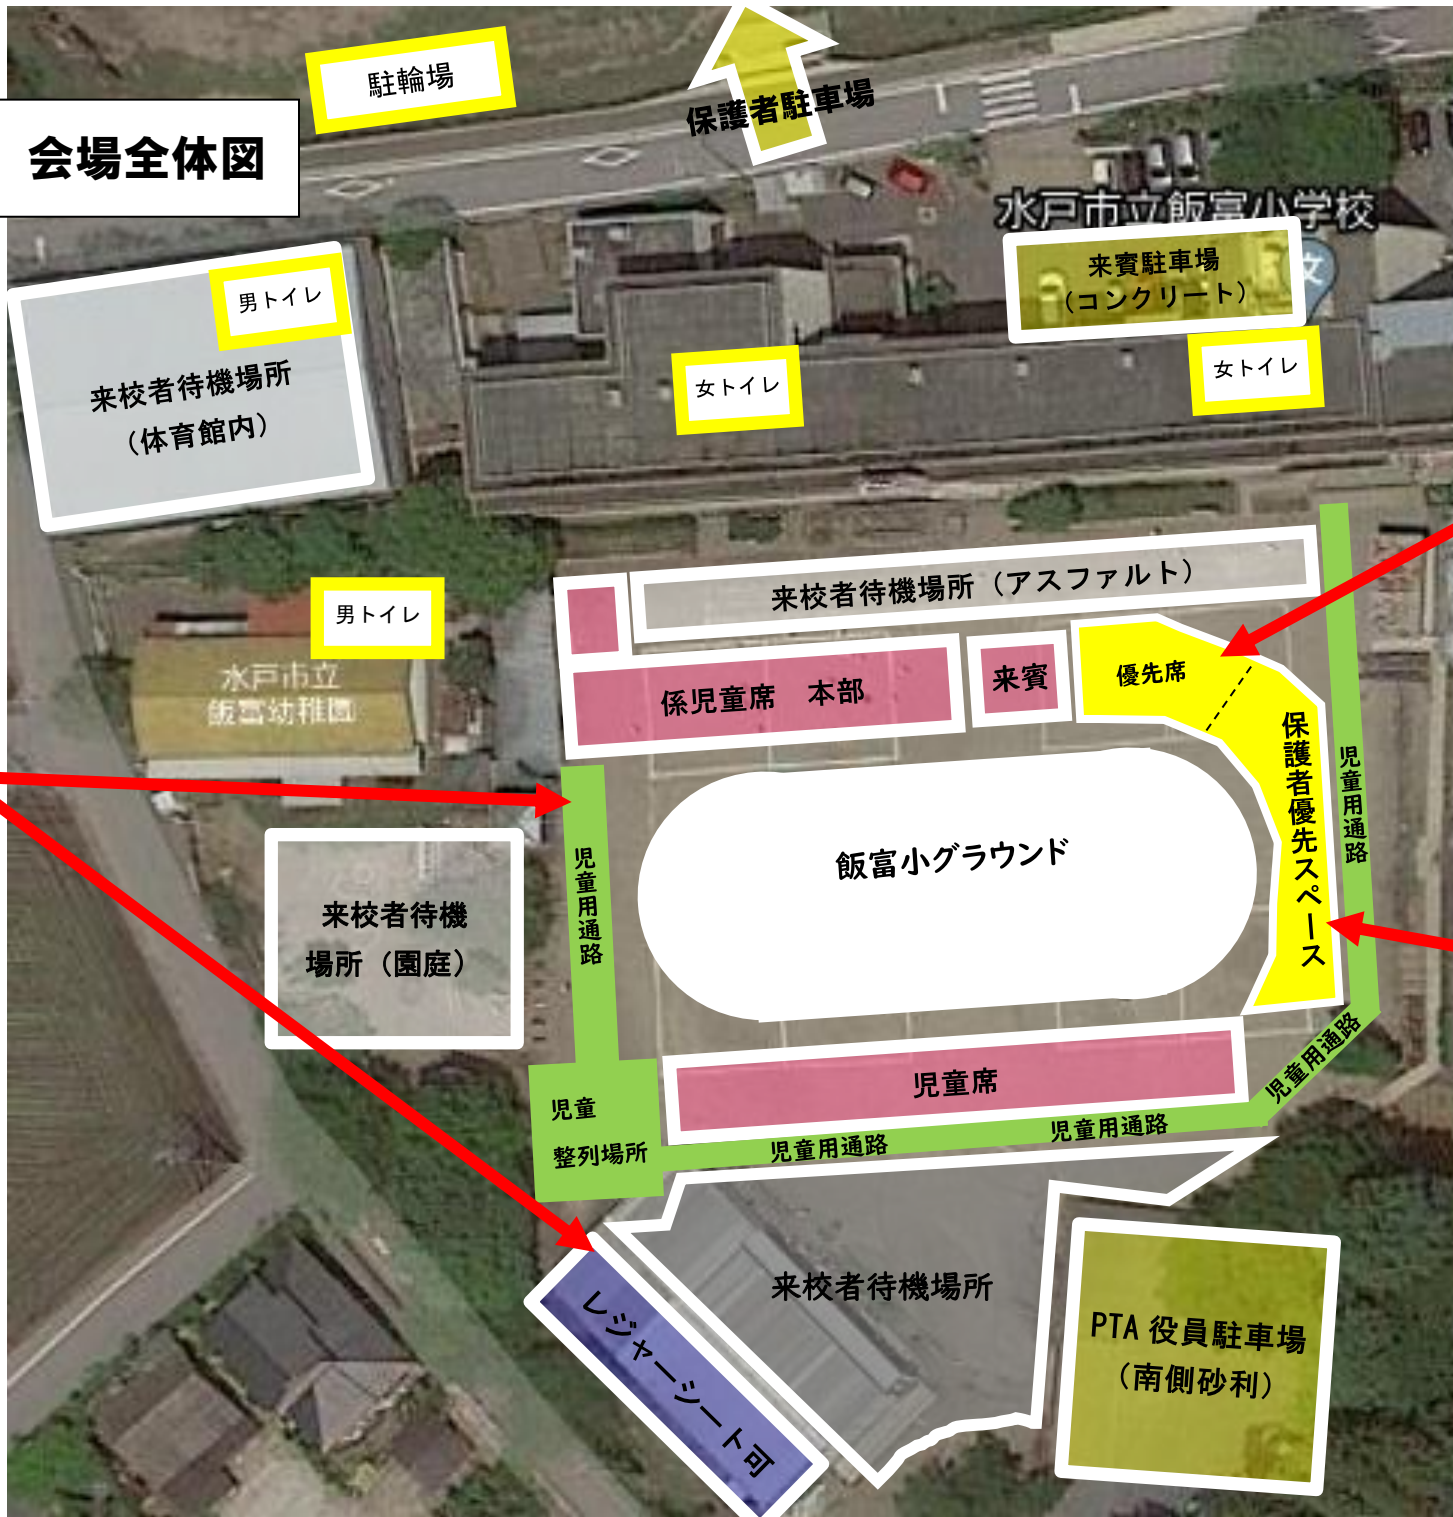 駐輪場
保護者駐車場
会場全体図
水戸市立飯富小学校
文
来賓駐車場
（コンクリート）
男トイレ
来校者待機場所
（体育館内）
女トイレ
女トイレ
来校者待機場所（アスファルト）
男トイレ
水戸市立
飯富幼稚園
係児童席　本部
来賓
優先席
保護者優先スペース
児童用通路
児童用通路
飯富小グラウンド
来校者待機
場所（園庭）
児童席
児童用通路
児童用通路
児童用通路
児童
整列場所
来校者待機場所
レジャーシート可
PTA 役員駐車場
（南側砂利）